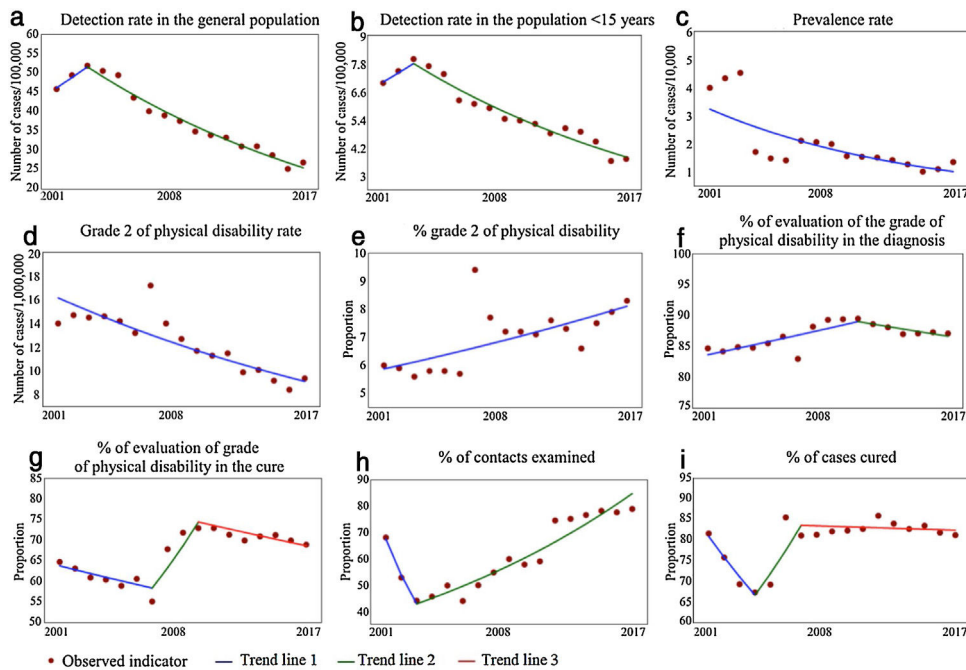 a Detection rate in the general population
Number of cases/100,000
60
55
50
45
40
35
30
25
20
2001 2008 2017
b Detection rate in the population <15 years
Number of cases/100,000
9
7.8
6.6
5.4
4.2
3
2001 2008 2017
c Prevalence rate
Number of cases/10,000
6
5
4
3
2
1
2001 2008 2017
d Grade 2 of physical disability rate
Number of cases/1,000,000
20
18
16
14
12
10
8
2001 2008 2017
e % grade 2 of physical disability
Proportion
10
9
8
7
6
5
2001 2008 2017
f % of evaluation of the grade of
physical disability in the diagnosis
Proportion
100
95
90
85
80
75
2001 2008 2017
g % of evaluation of grade
of physical disability in the cure
Proportion
85
80
75
70
65
60
55
50
2001 2008 2017
h % of contacts examined
Proportion
90
80
70
60
50
40
2001 2008 2017
i % of cases cured
Proportion
95
90
85
80
75
70
65
60
2001 2008 2017
Observed indicator Trend line 1 Trend line 2 Trend line 3